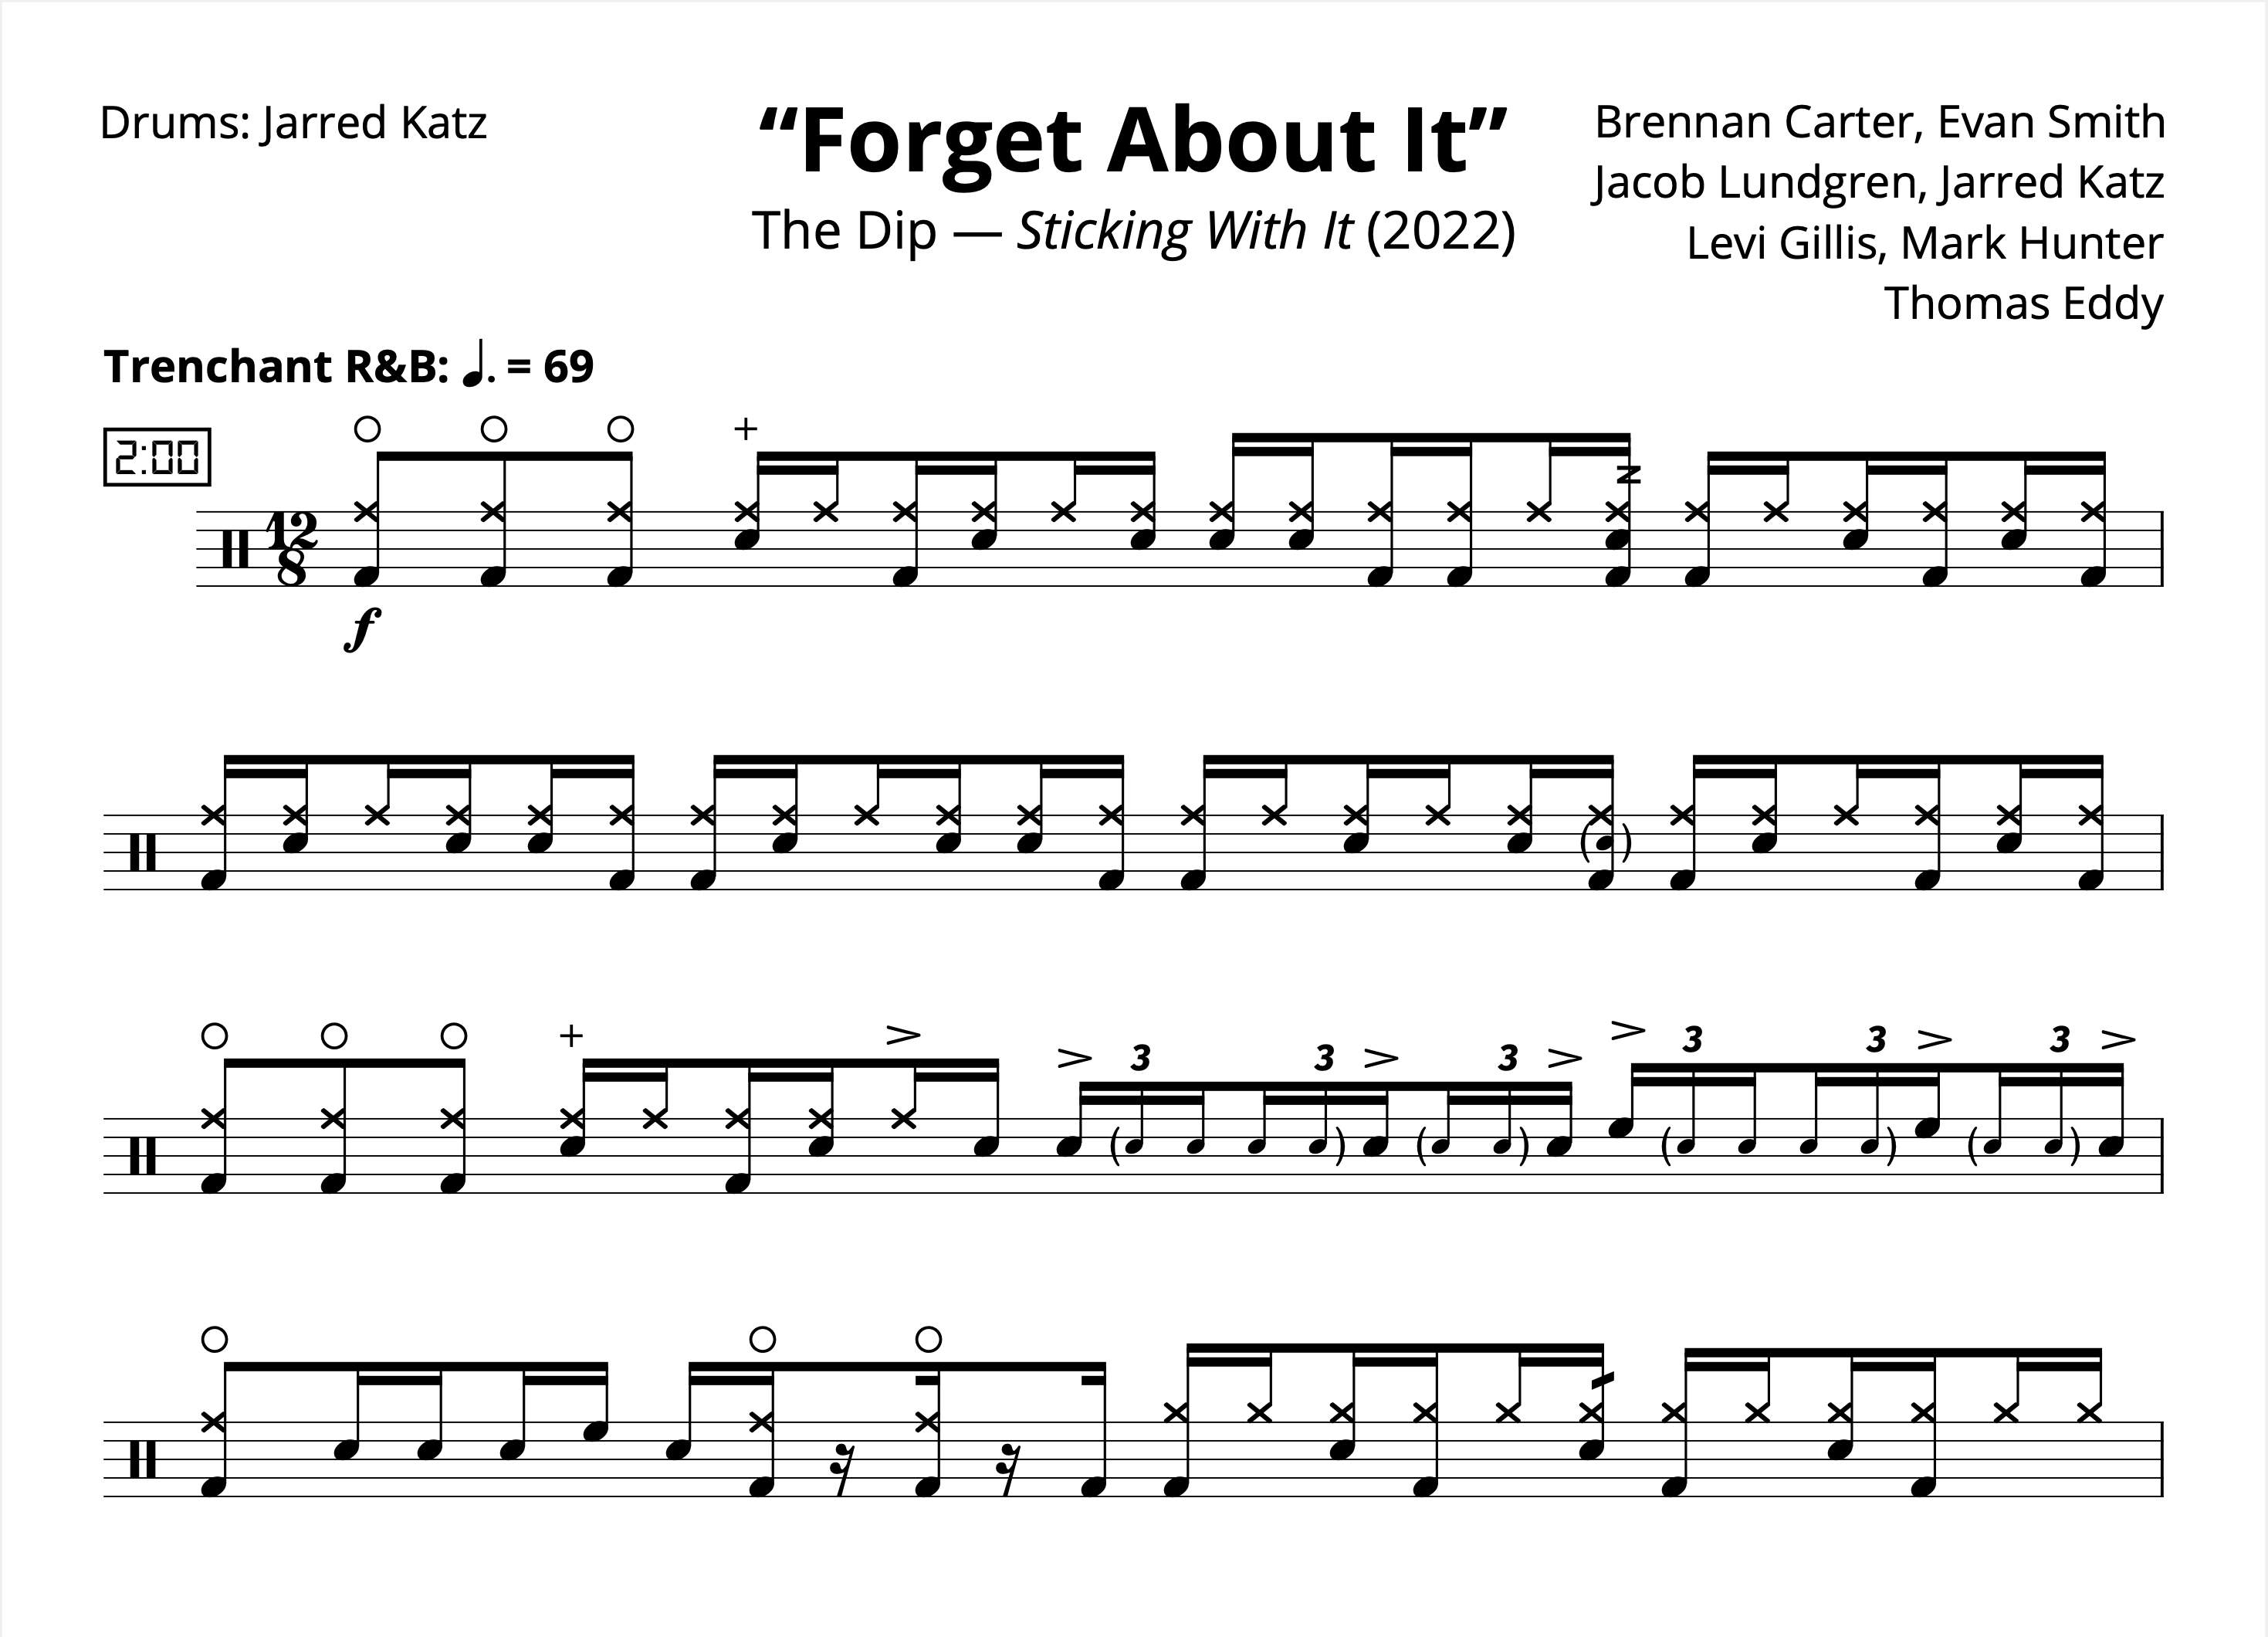 Drums: Jarred Katz
“Forget About It”
The Dip — Sticking With It (2022)
Brennan Carter, Evan Smith
Jacob Lundgren, Jarred Katz
Levi Gillis, Mark Hunter
Thomas Eddy
Trenchant R&B: ♩. = 69
2:00
12
8
f
3 3 3 3 3 3